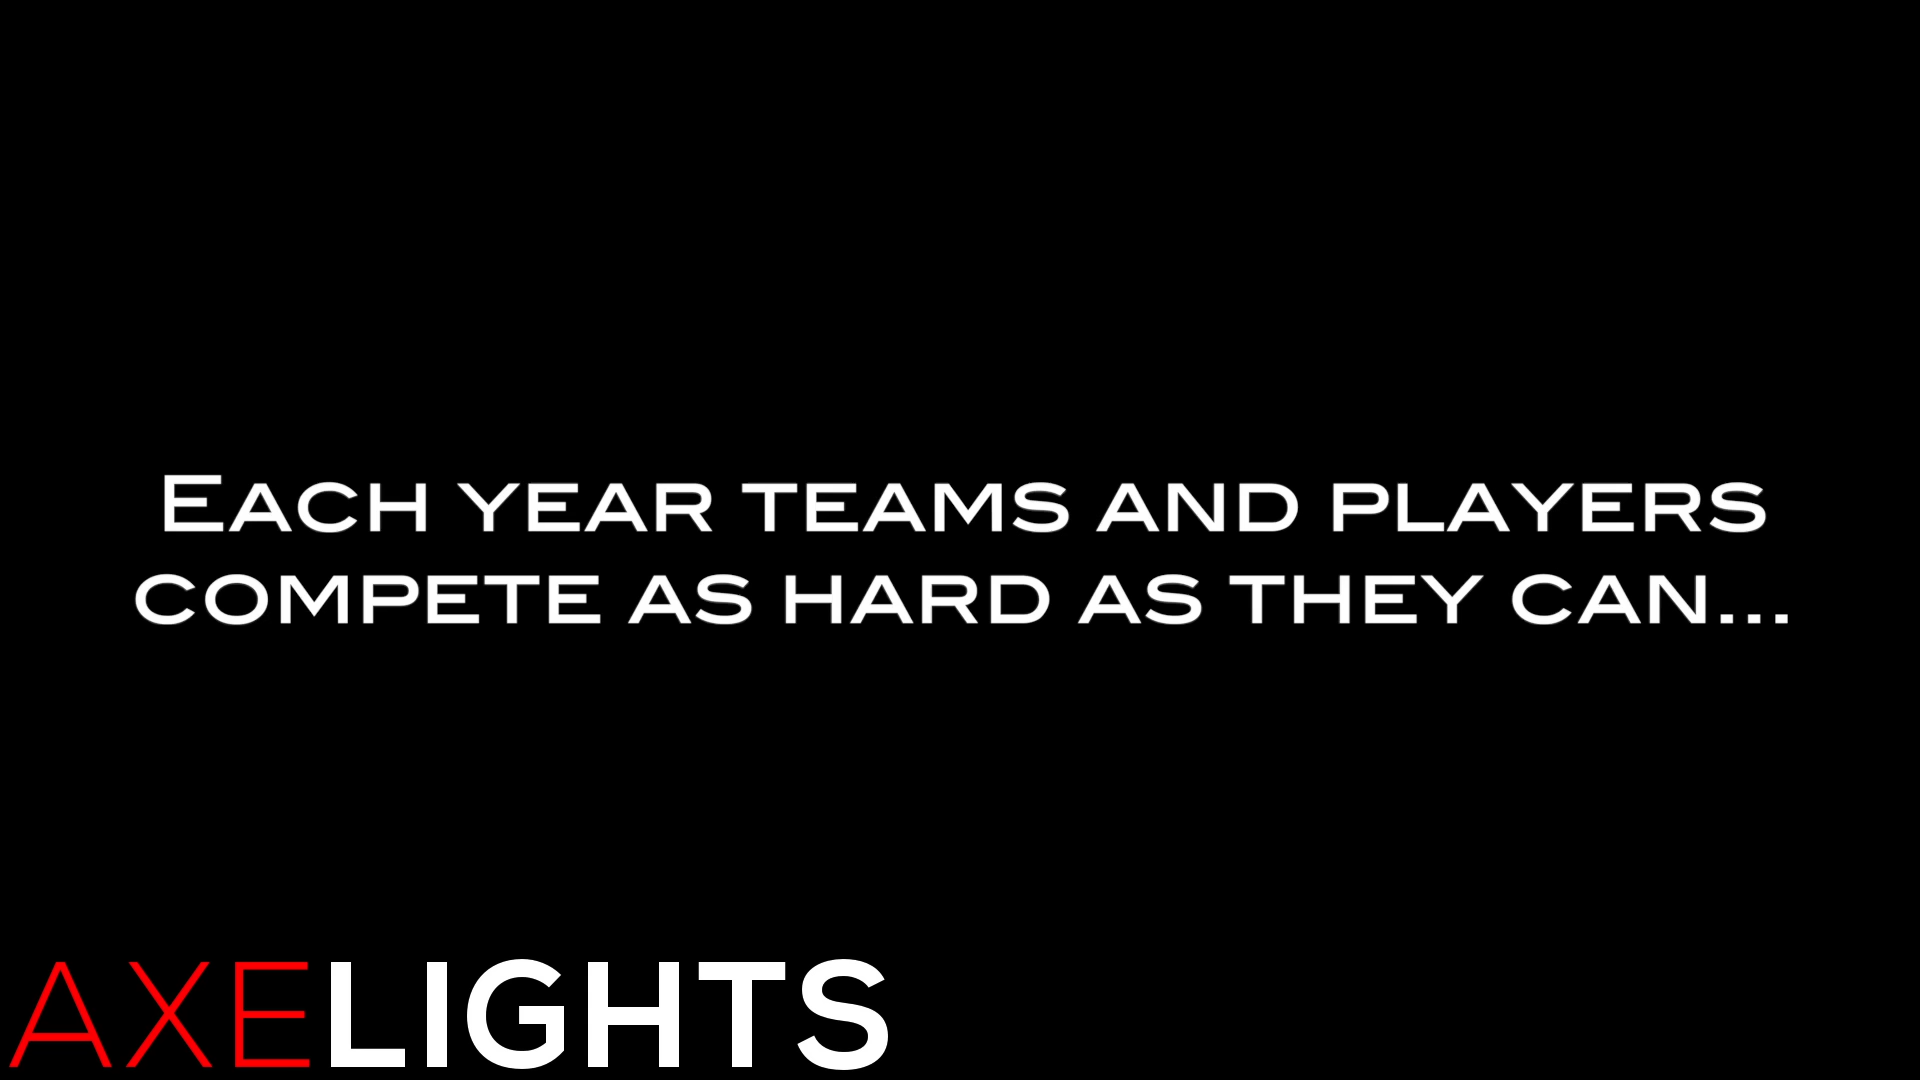 Each year teams and players
compete as hard as they can...
AXELIGHTS